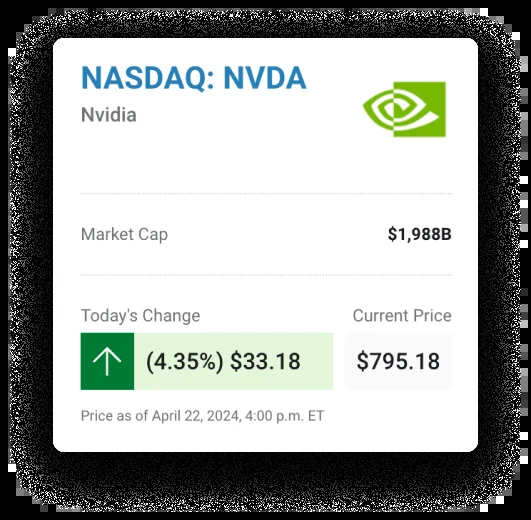 NASDAQ: NVDA
Nvidia
Market Cap $1,988B
Today's Change Current Price
(4.35%) $33.18 $795.18
Price as of April 22, 2024, 4:00 p.m. ET